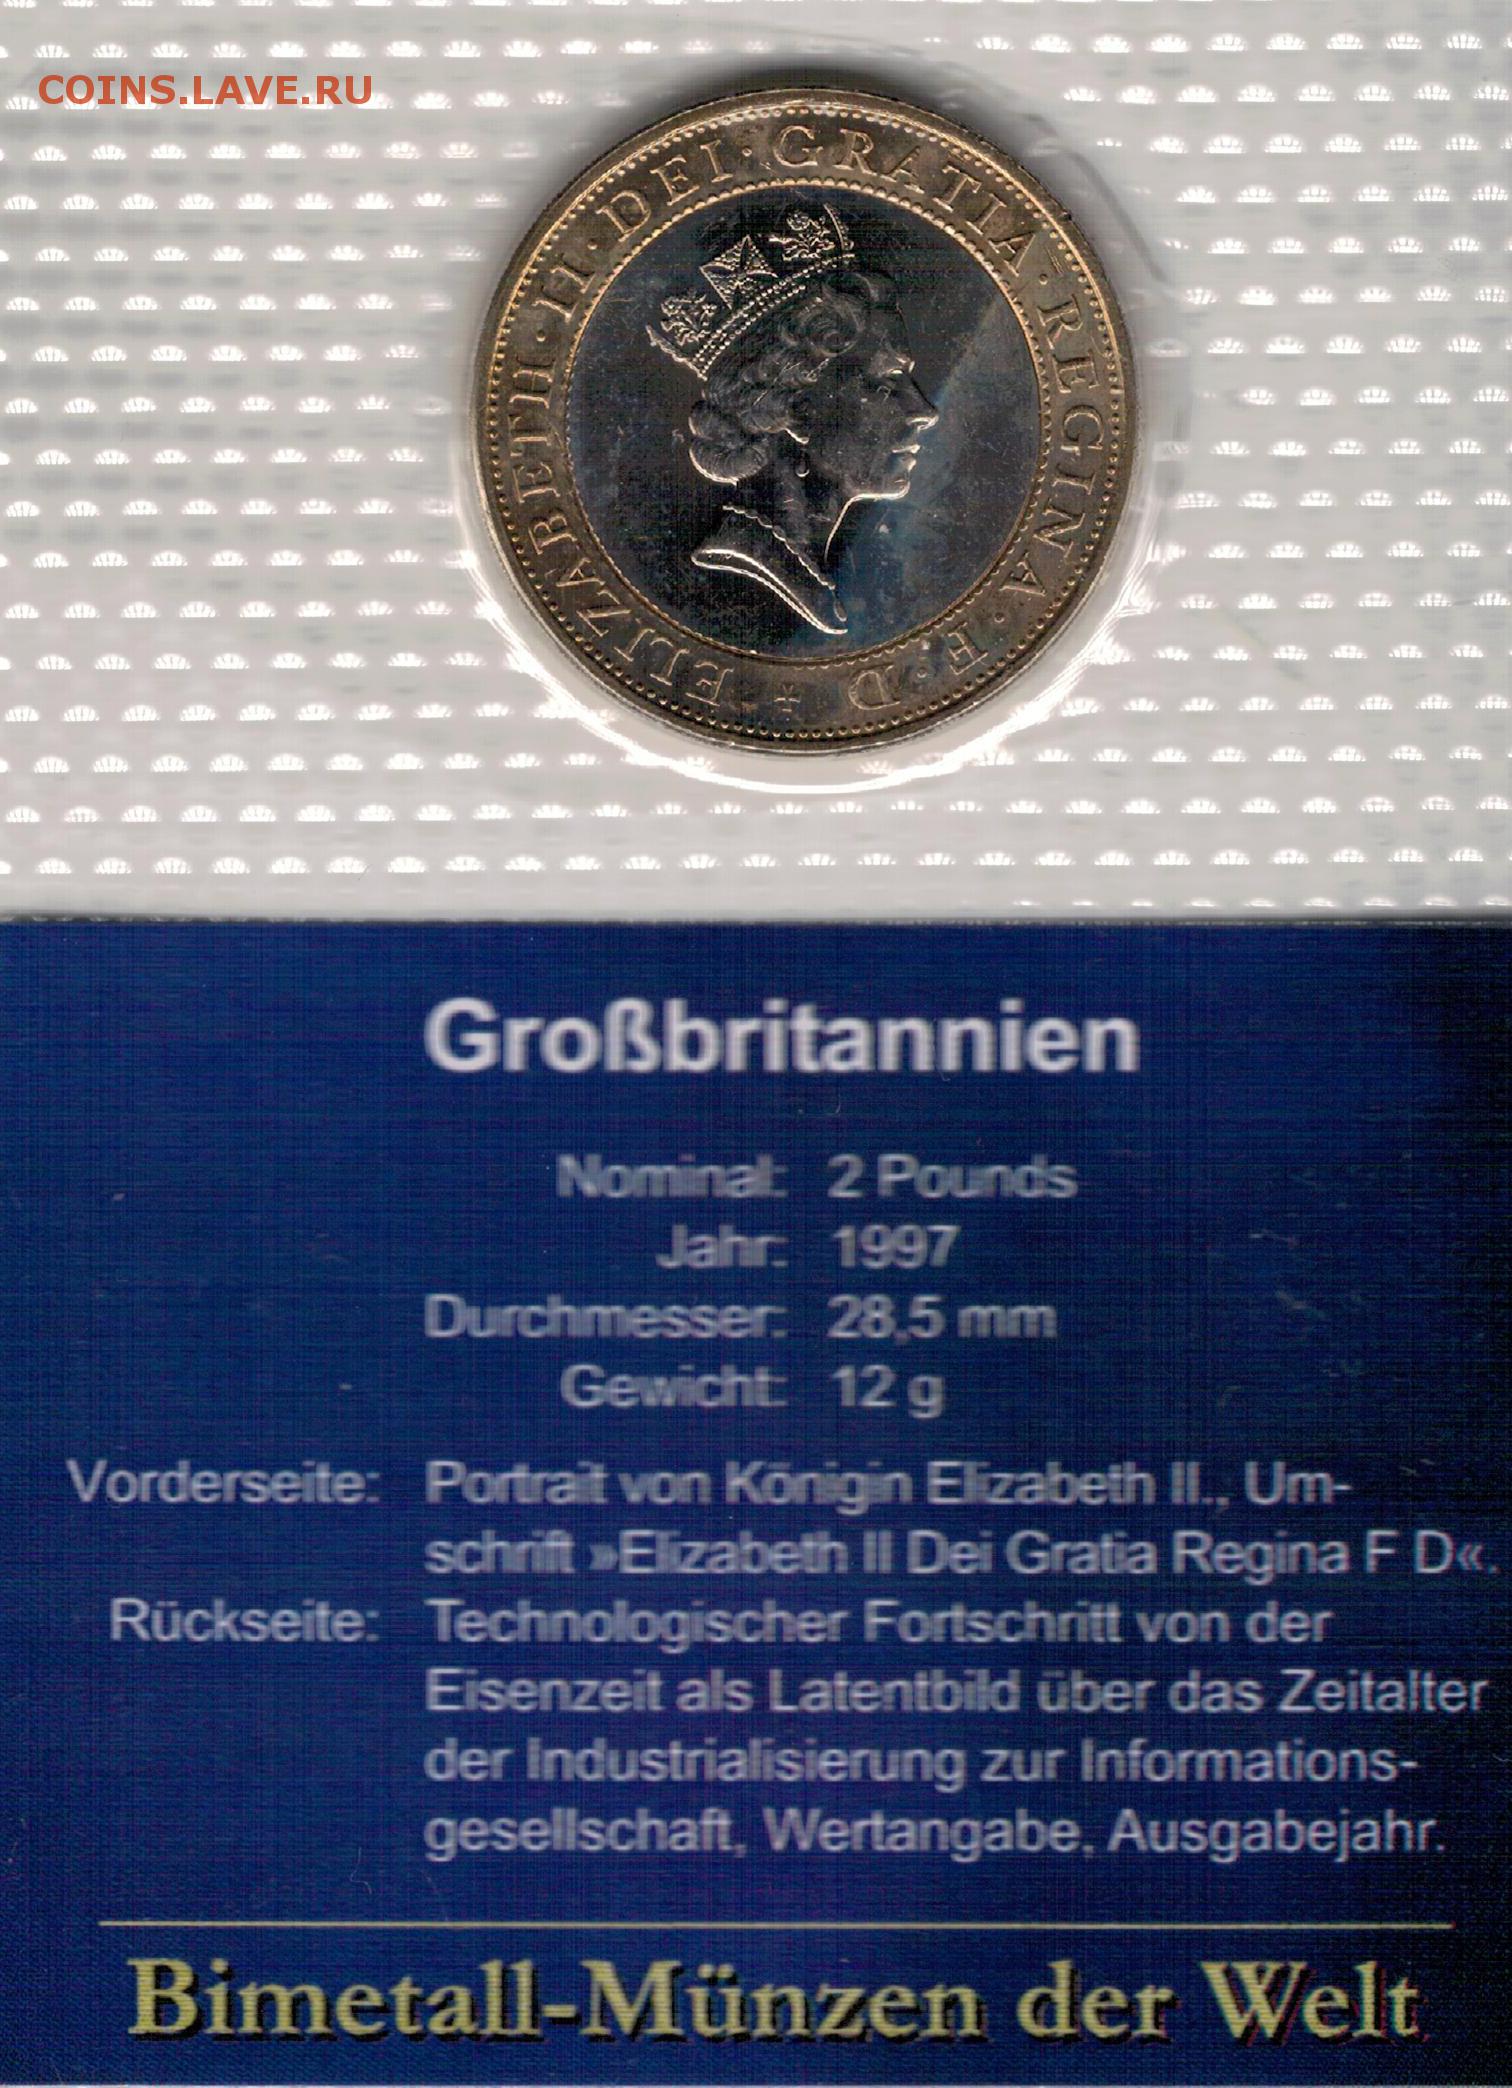 COINS.LAVE.RU
ELIZABETH · II · DEI · GRATIA · REGINA · F · D
Großbritannien
Nominal: 2 Pounds
Jahr: 1997
Durchmesser: 28,5 mm
Gewicht: 12 g
Vorderseite: Portrait von Königin Elizabeth II., Um-
schrift »Elizabeth II Dei Gratia Regina F D«.
Rückseite: Technologischer Fortschritt von der
Eisenzeit als Latentbild über das Zeitalter
der Industrialisierung zur Informations-
gesellschaft, Wertangabe, Ausgabejahr.
Bimetall-Münzen der Welt